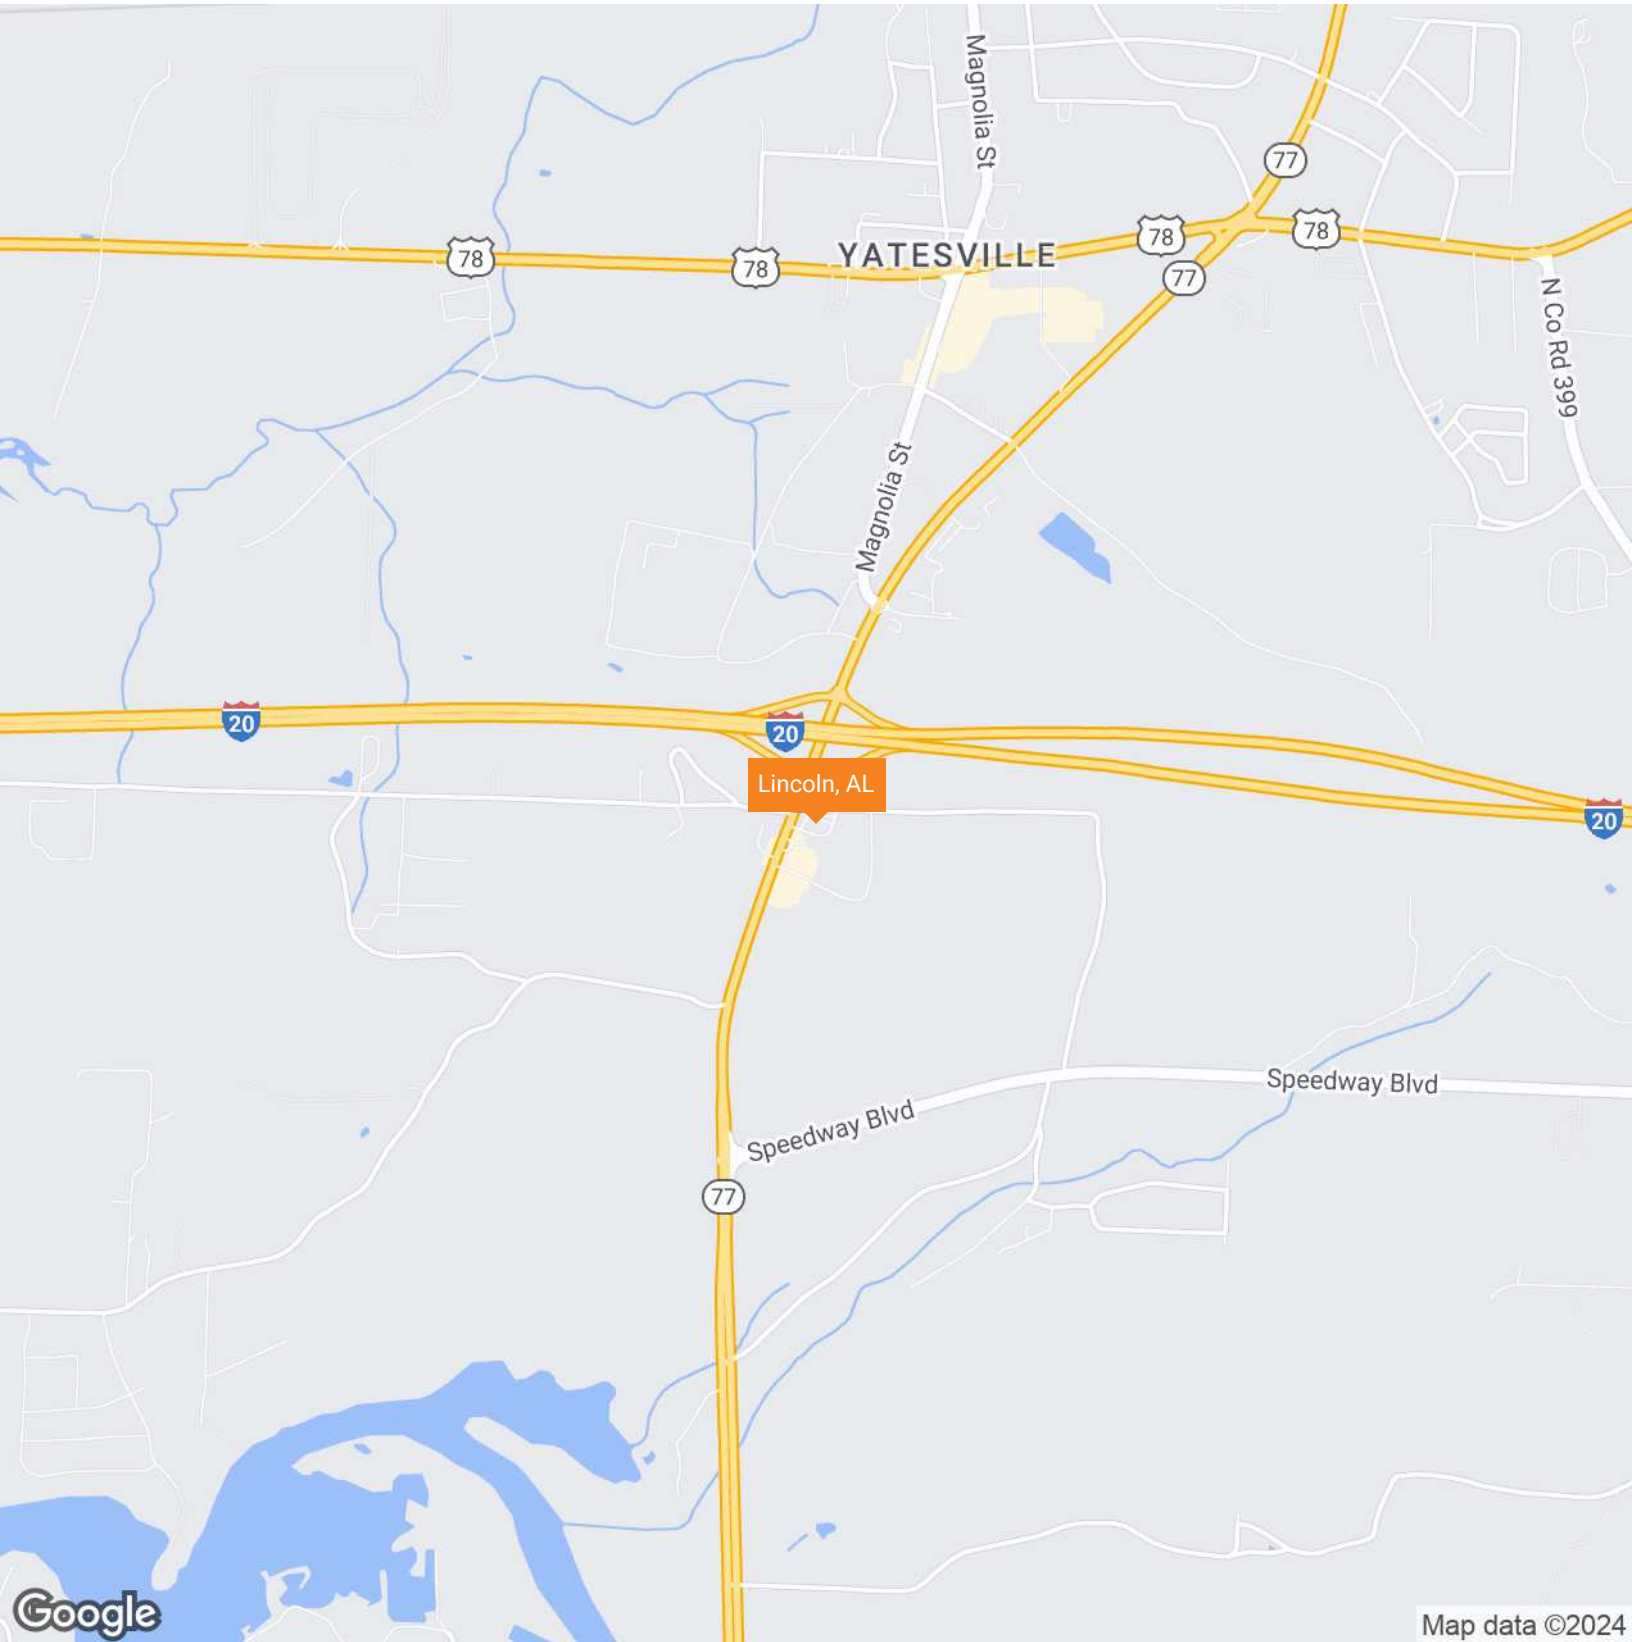 Magnolia St
77
78
78
78
78
YATESVILLE
77
N Co Rd 399
Magnolia St
20
20
Lincoln, AL
20
Speedway Blvd
Speedway Blvd
77
Google
Map data ©2024